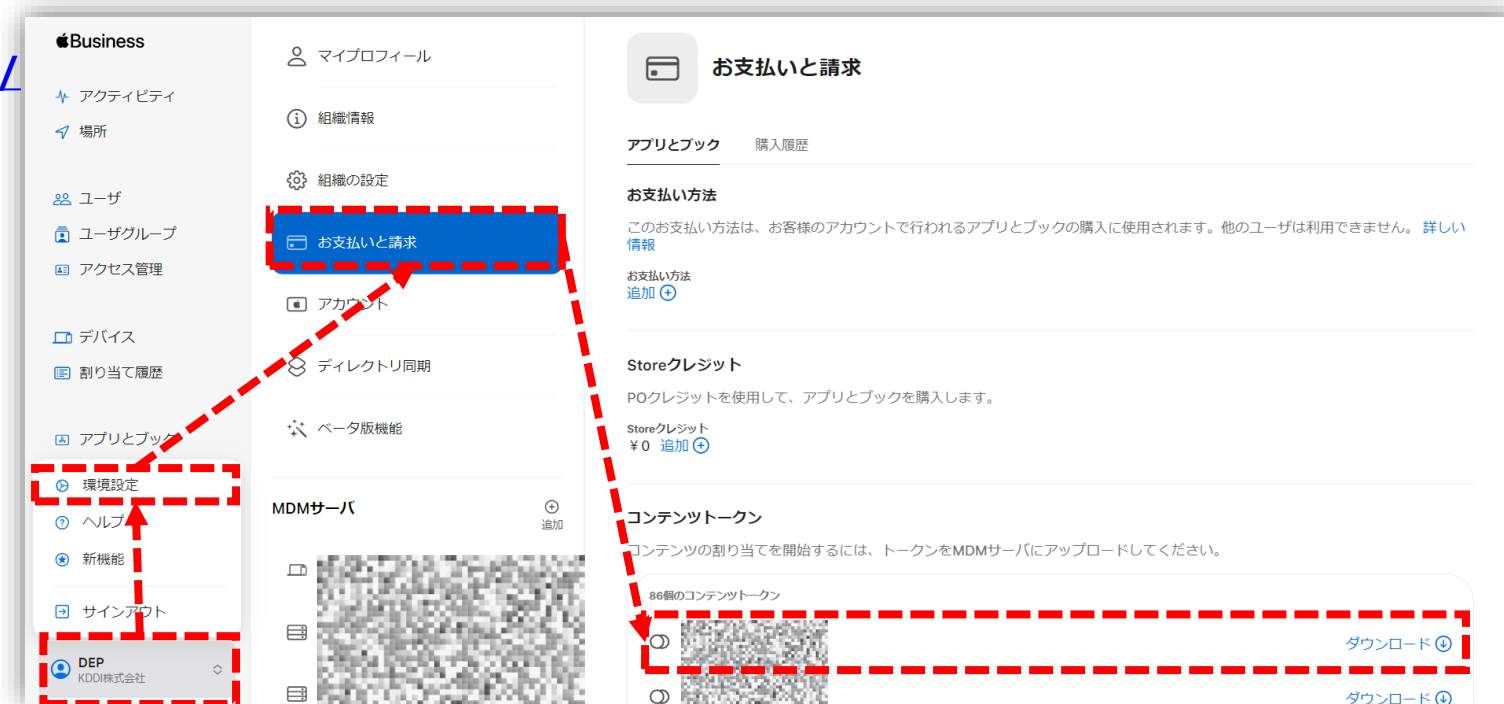 Business
アクティビティ
場所
ユーザ
ユーザグループ
アクセス管理
デバイス
割り当て履歴
アプリとブック
環境設定
ヘルプ
新機能
サインアウト
DEP
KDDI株式会社
マイプロフィール
組織情報
組織の設定
お支払いと請求
アカウント
ディレクトリ同期
ベータ版機能
MDMサーバ
追加
お支払いと請求
アプリとブック 購入履歴
お支払い方法
このお支払い方法は、お客様のアカウントで行われるアプリとブックの購入に使用されます。他のユーザは利用できません。 詳しい
情報
お支払い方法
追加
Storeクレジット
POクレジットを使用して、アプリとブックを購入します。
Storeクレジット
¥0 追加
コンテンツトークン
コンテンツの割り当てを開始するには、トークンをMDMサーバにアップロードしてください。
86個のコンテンツトークン
ダウンロード
ダウンロード